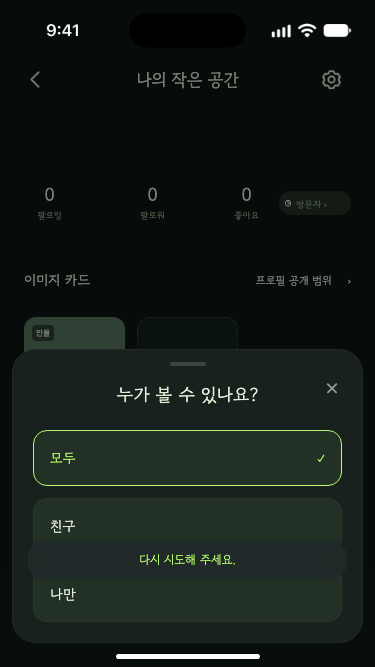 9:41
나의 작은 공간
0 0 0
팔로잉 팔로워 좋아요 방문자 ›
이미지 카드 프로필 공개 범위 ›
인물
누가 볼 수 있나요? ✕
모두 ✓
친구
다시 시도해 주세요.
나만